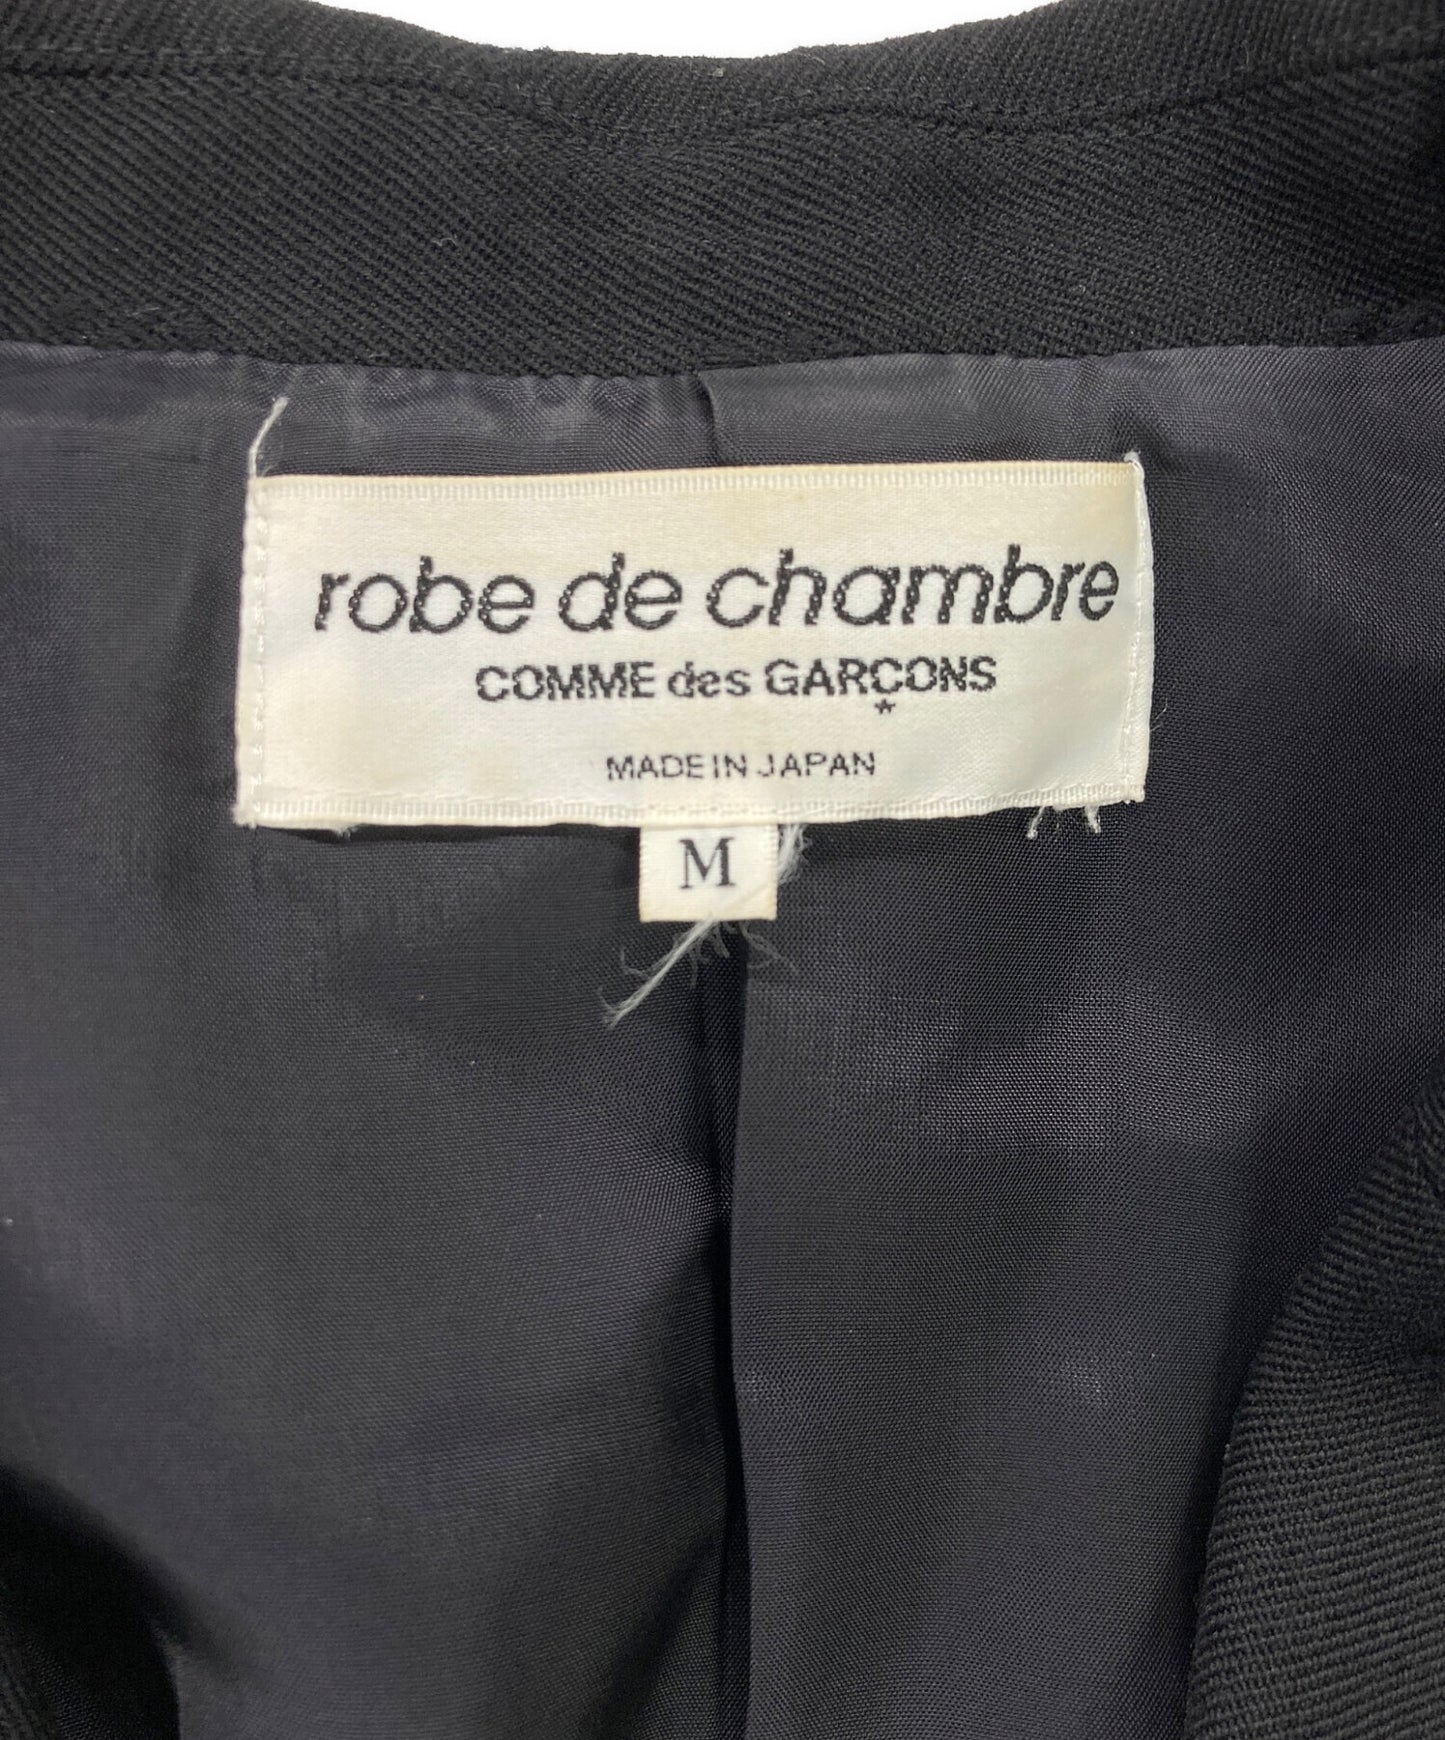 robe de chambre
COMME des GARÇONS
*
MADE IN JAPAN
M